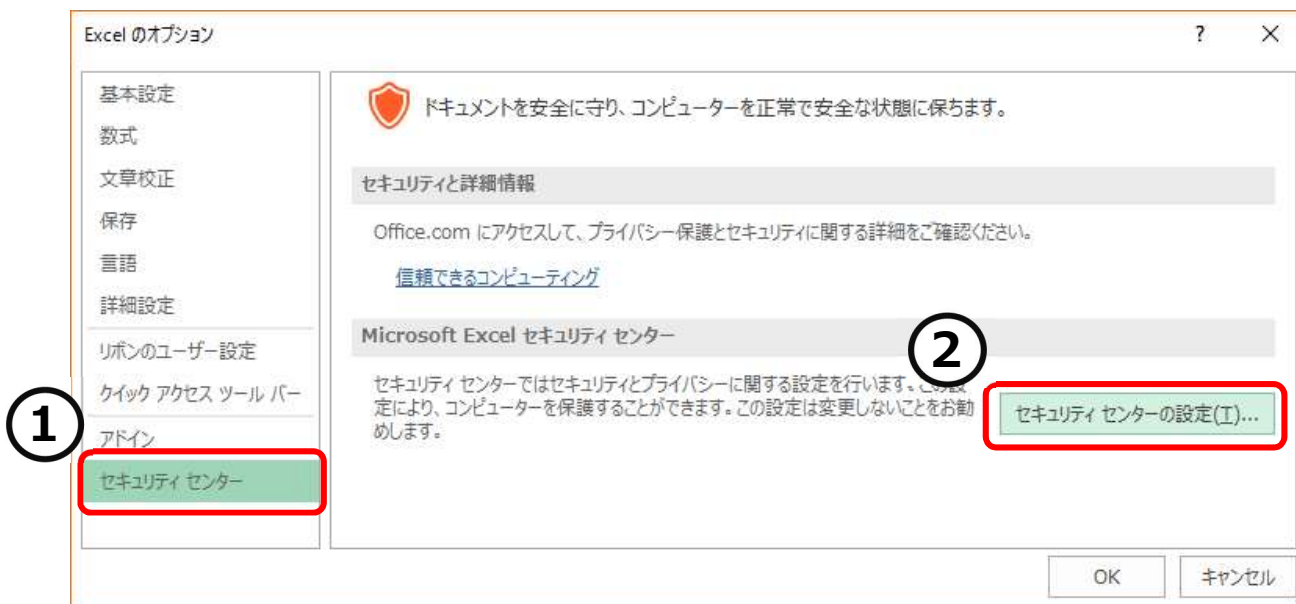 Excel のオプション
?
×
基本設定
数式
文章校正
保存
言語
詳細設定
リボンのユーザー設定
クイック アクセス ツール バー
アドイン
①
セキュリティ センター
ドキュメントを安全に守り、コンピューターを正常で安全な状態に保ちます。
セキュリティと詳細情報
Office.com にアクセスして、プライバシー保護とセキュリティに関する詳細をご確認ください。
信頼できるコンピューティング
Microsoft Excel セキュリティ センター
②
セキュリティ センターではセキュリティとプライバシーに関する設定を行います。この設
定により、コンピューターを保護することができます。この設定は変更しないことをお勧
めします。
セキュリティ センターの設定(T)...
OK
キャンセル